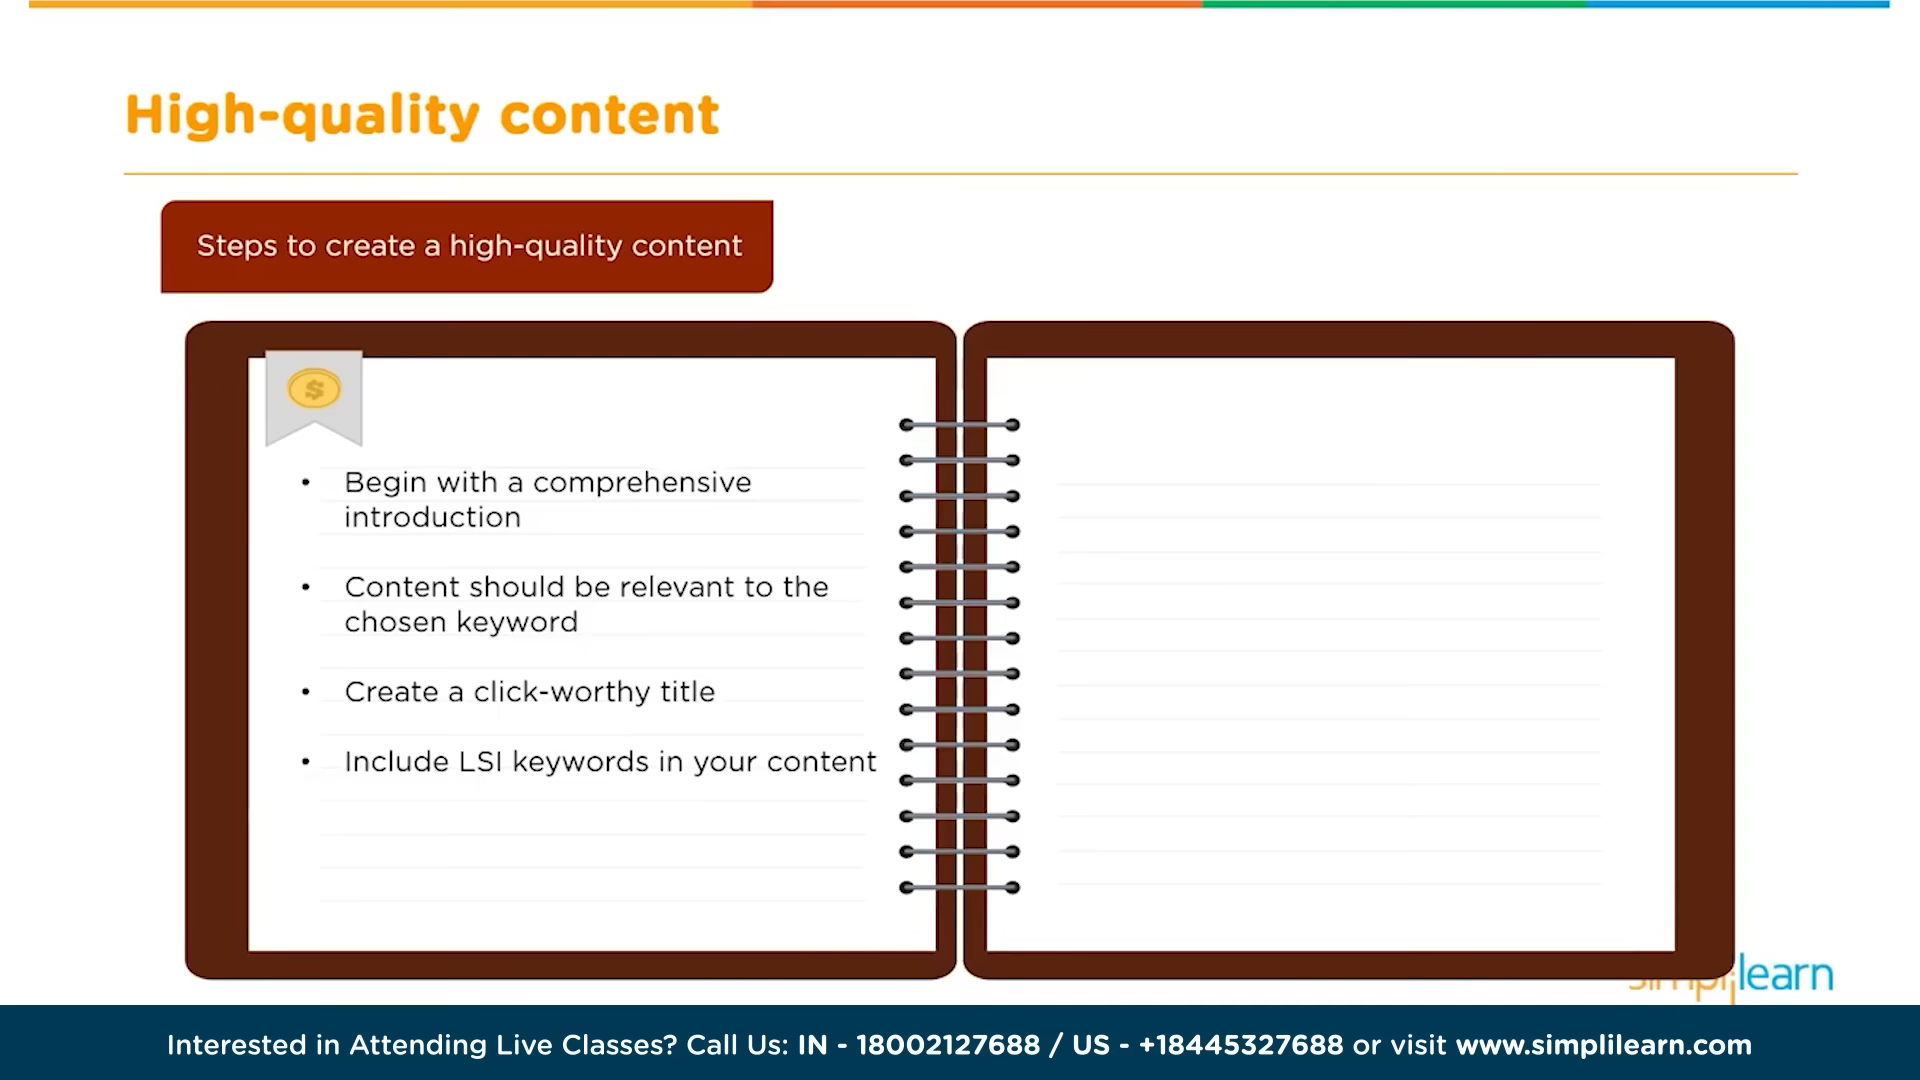 High-quality content
Steps to create a high-quality content
$
• Begin with a comprehensive
introduction
• Content should be relevant to the
chosen keyword
• Create a click-worthy title
• Include LSI keywords in your content
simplilearn
Interested in Attending Live Classes? Call Us: IN - 18002127688 / US - +18445327688 or visit www.simplilearn.com